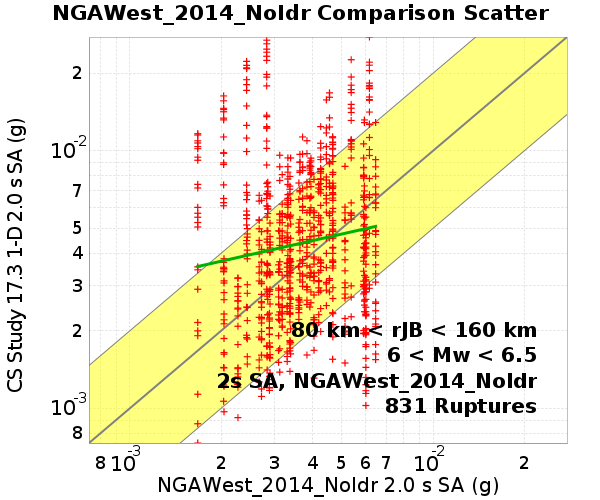 NGAWest_2014_NoIdr Comparison Scatter
CS Study 17.3 1-D 2.0 s SA (g)
2
10-2
7
5
4
3
2
10-3
8
80 km < rJB < 160 km
6 < Mw < 6.5
2s SA, NGAWest_2014_NoIdr
831 Ruptures
8 10-3 2 3 4 5 6 7 10-2 2
NGAWest_2014_NoIdr 2.0 s SA (g)